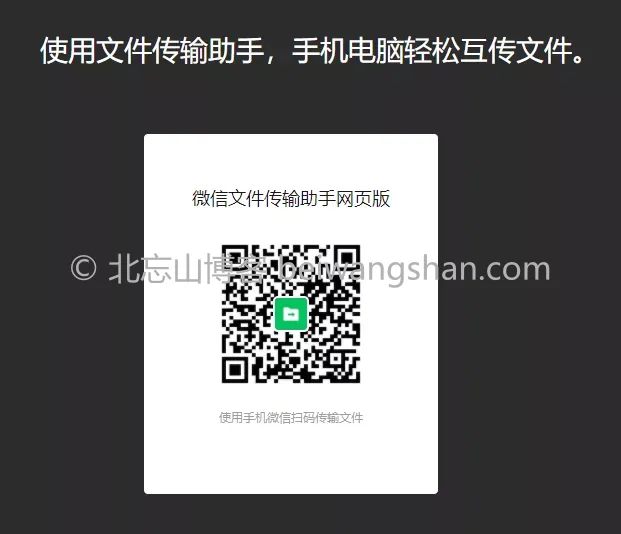 使用文件传输助手，手机电脑轻松互传文件。
微信文件传输助手网页版
© 北忘山博客 beiwangshan.com
使用手机微信扫码传输文件